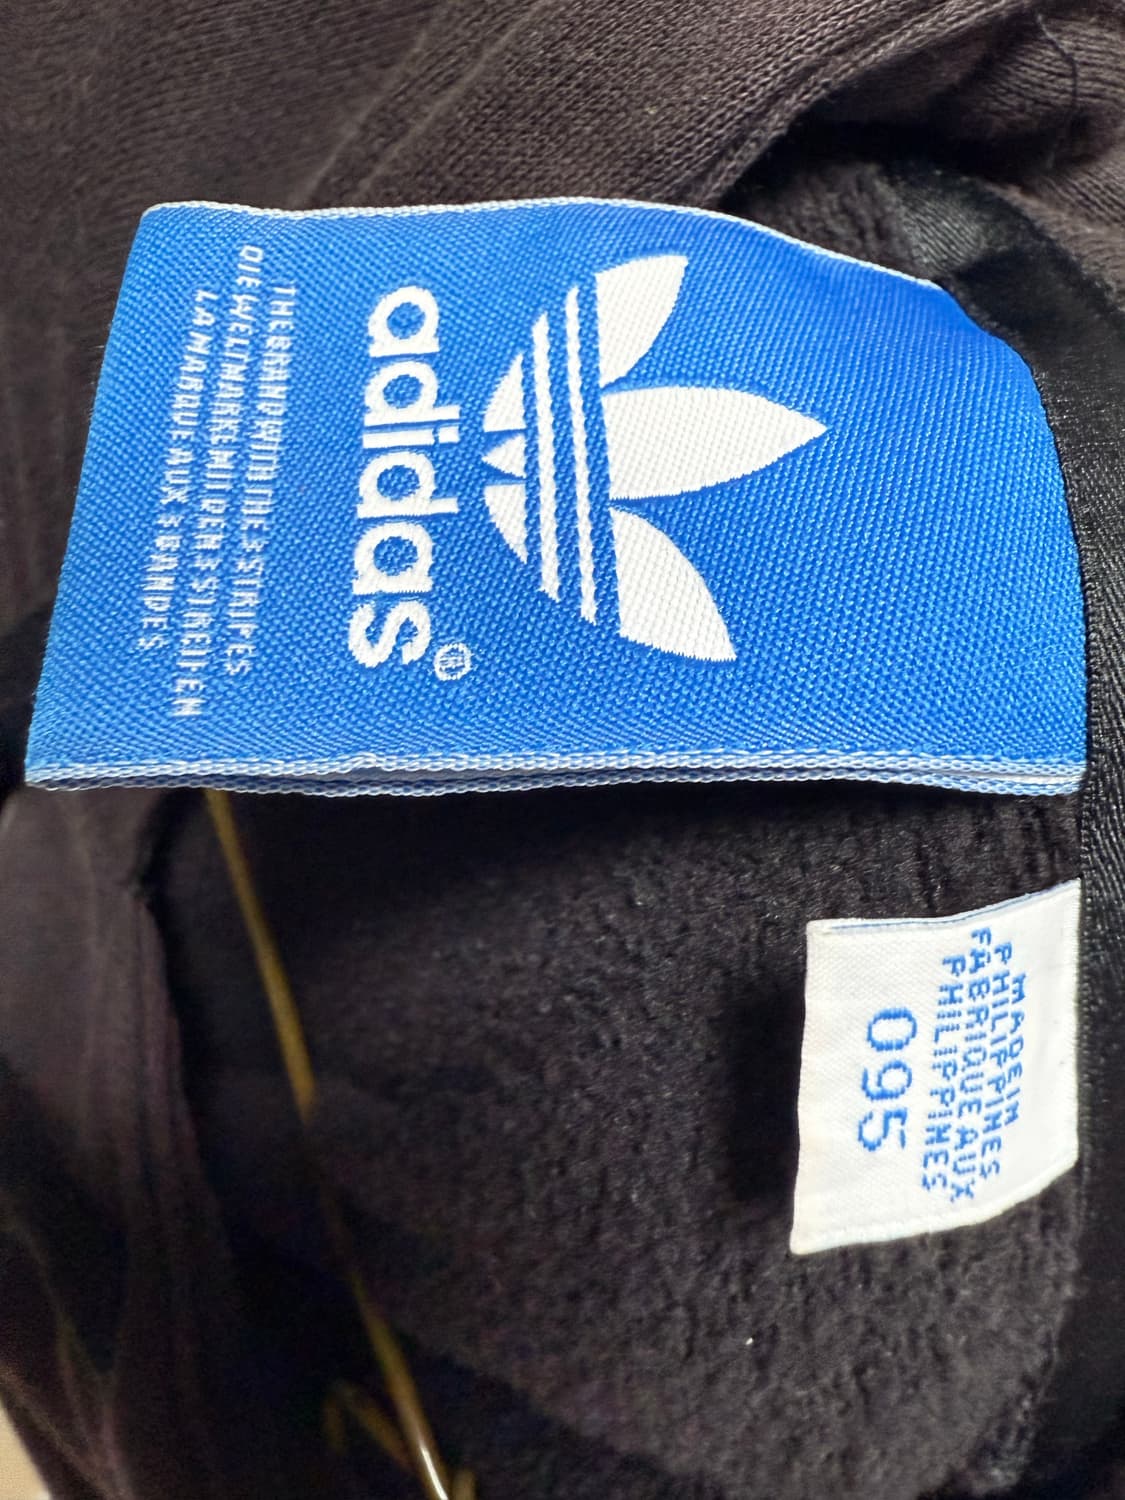 adidas®
THE BRAND WITH THE 3 STRIPES
DIE WELTMARKE MIT DEN 3 STREIFEN
LA MARQUE AUX 3 BANDES
MADE IN
PHILIPPINES
FABRIQUE AUX
PHILIPPINES
095